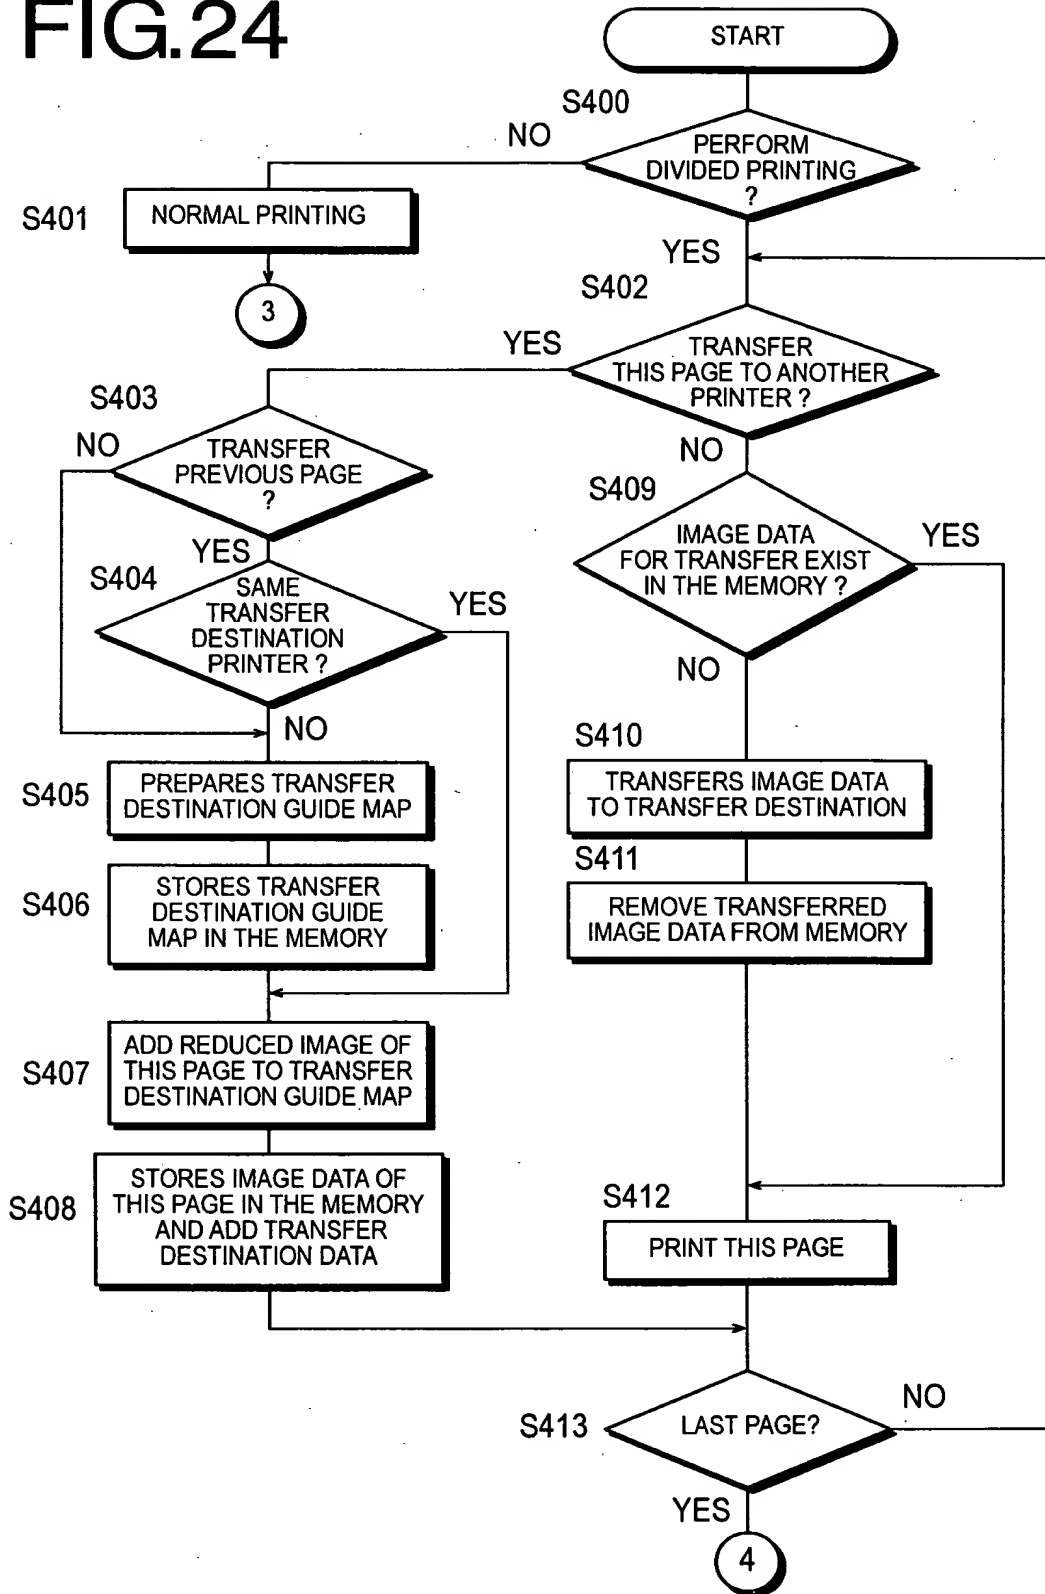 FIG.24
START
S400
NO
PERFORM
DIVIDED PRINTING
?
S401
NORMAL PRINTING
YES
3
S402
YES
TRANSFER
THIS PAGE TO ANOTHER
PRINTER ?
S403
NO
TRANSFER
PREVIOUS PAGE
?
NO
S409
YES
IMAGE DATA
FOR TRANSFER EXIST
IN THE MEMORY ?
YES
S404
SAME
TRANSFER
DESTINATION
PRINTER ?
YES
NO
NO
S410
S405
PREPARES TRANSFER
DESTINATION GUIDE MAP
TRANSFERS IMAGE DATA
TO TRANSFER DESTINATION
S411
S406
STORES TRANSFER
DESTINATION GUIDE
MAP IN THE MEMORY
REMOVE TRANSFERRED
IMAGE DATA FROM MEMORY
S407
ADD REDUCED IMAGE OF
THIS PAGE TO TRANSFER
DESTINATION GUIDE MAP
S408
STORES IMAGE DATA OF
THIS PAGE IN THE MEMORY
AND ADD TRANSFER
DESTINATION DATA
S412
PRINT THIS PAGE
S413
LAST PAGE?
NO
YES
4